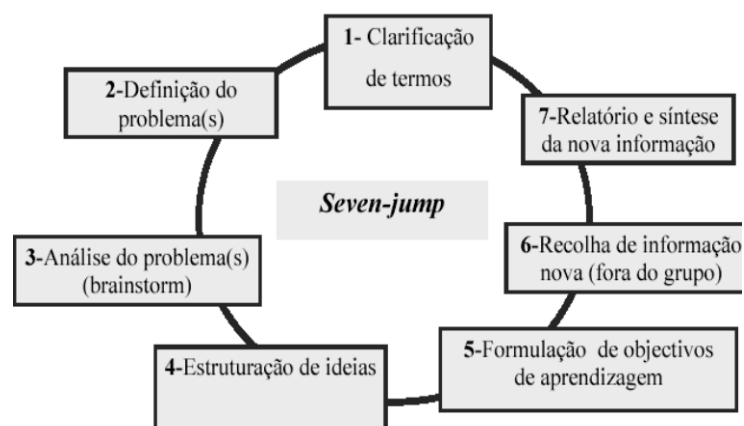 1- Clarificação
de termos
2-Definição do
problema(s)
7-Relatório e síntese
da nova informação
Seven-jump
3-Análise do problema(s)
(brainstorm)
6-Recolha de informação
nova (fora do grupo)
4-Estruturação de ideias
5-Formulação de objectivos
de aprendizagem